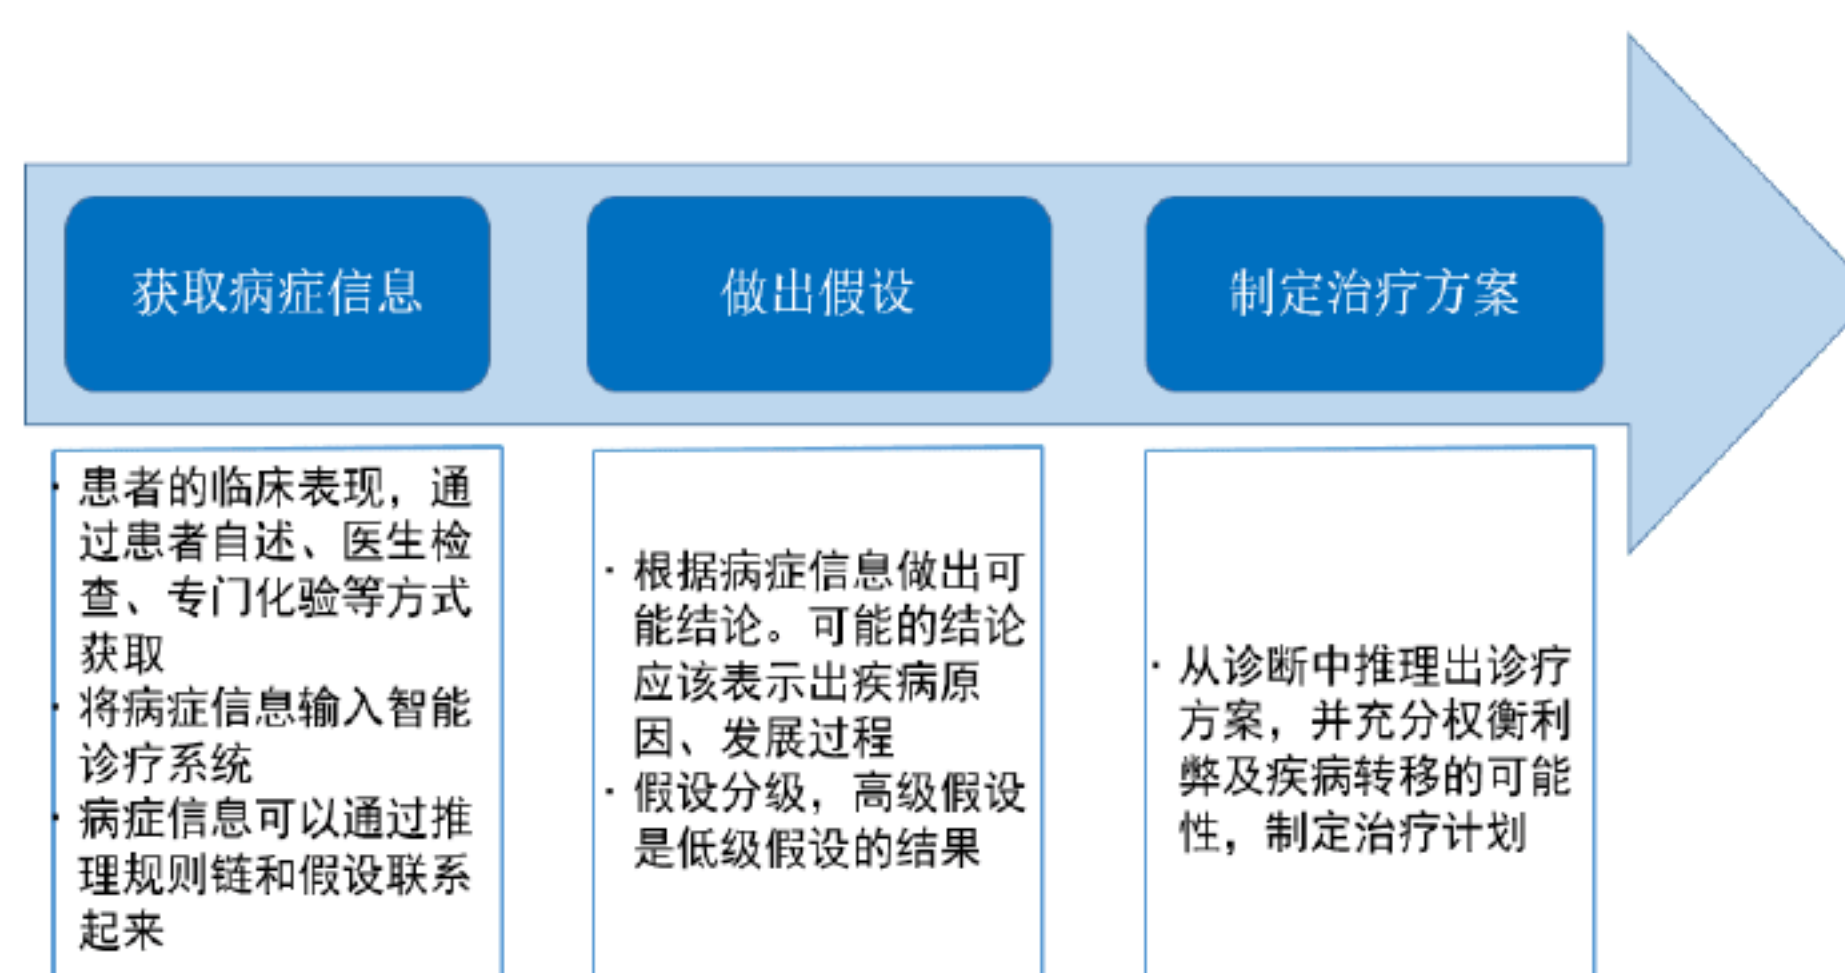 获取病症信息
做出假设
制定治疗方案
· 患者的临床表现，通
过患者自述、医生检
查、专门化验等方式
获取
· 将病症信息输入智能
诊疗系统
· 病症信息可以通过推
理规则链和假设联系
起来
· 根据病症信息做出可
能结论。可能的结论
应该表示出疾病原
因、发展过程
· 假设分级，高级假设
是低级假设的结果
· 从诊断中推理出诊疗
方案，并充分权衡利
弊及疾病转移的可能
性，制定治疗计划